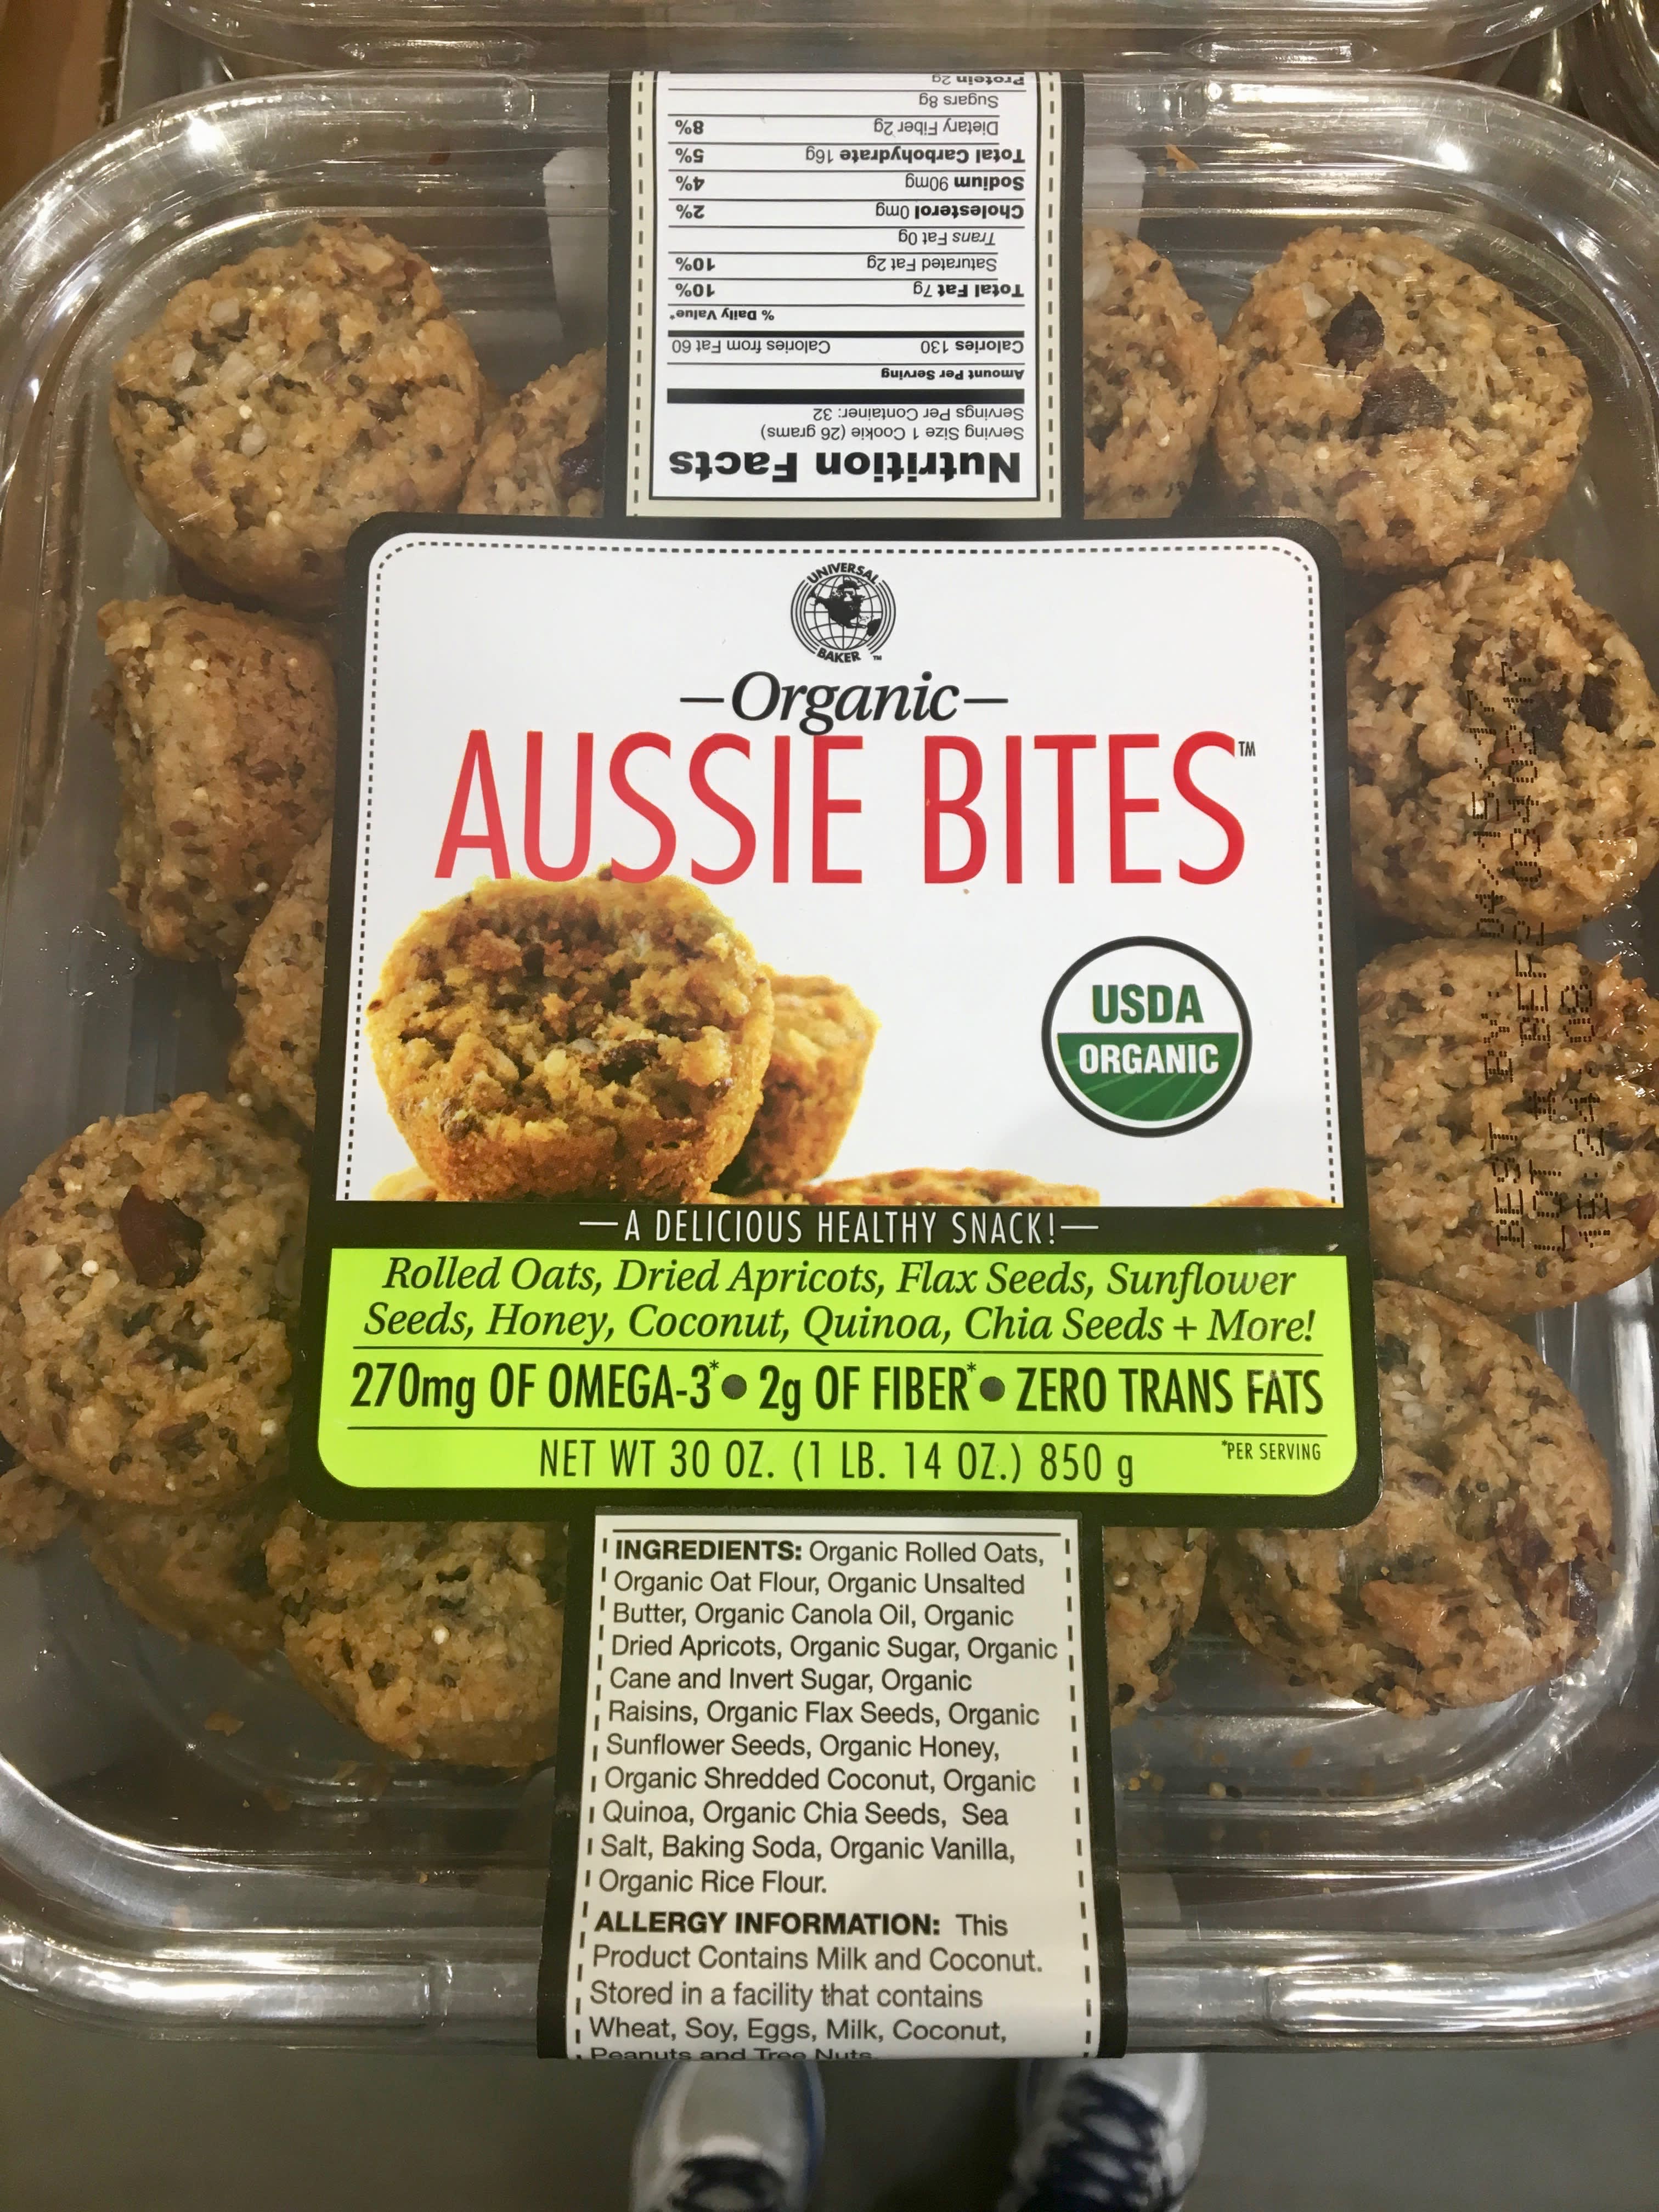 Nutrition Facts
Serving Size 1 Cookie (26 grams)
Servings Per Container: 32
Amount Per Serving
Calories 130 Calories from Fat 60
% Daily Value*
Total Fat 7g 10%
Saturated Fat 2g 10%
Trans Fat 0g
Cholesterol 0mg 2%
Sodium 90mg 4%
Total Carbohydrate 16g 5%
Dietary Fiber 2g 8%
Sugars 8g
Protein 2g
UNIVERSAL
BAKER ™
—Organic—
AUSSIE BITES™
USDA
ORGANIC
—A DELICIOUS HEALTHY SNACK!—
Rolled Oats, Dried Apricots, Flax Seeds, Sunflower
Seeds, Honey, Coconut, Quinoa, Chia Seeds + More!
270mg OF OMEGA-3* ● 2g OF FIBER* ● ZERO TRANS FATS
NET WT 30 OZ. (1 LB. 14 OZ.) 850 g *PER SERVING
INGREDIENTS: Organic Rolled Oats,
Organic Oat Flour, Organic Unsalted
Butter, Organic Canola Oil, Organic
Dried Apricots, Organic Sugar, Organic
Cane and Invert Sugar, Organic
Raisins, Organic Flax Seeds, Organic
Sunflower Seeds, Organic Honey,
Organic Shredded Coconut, Organic
Quinoa, Organic Chia Seeds, Sea
Salt, Baking Soda, Organic Vanilla,
Organic Rice Flour.
ALLERGY INFORMATION: This
Product Contains Milk and Coconut.
Stored in a facility that contains
Wheat, Soy, Eggs, Milk, Coconut,
Peanuts and Tree Nuts.
BEST BY:
LOT #